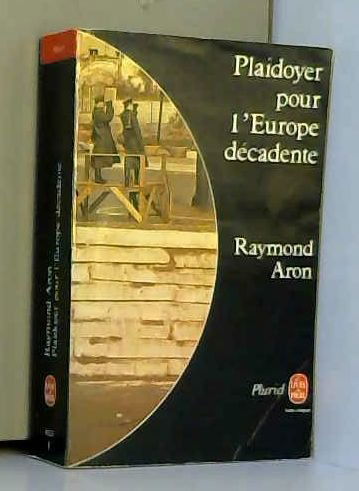 Plaidoyer
pour
l'Europe
décadente
Raymond
Aron
Pluriel
Raymond Aron
Plaidoyer pour l'Europe décadente